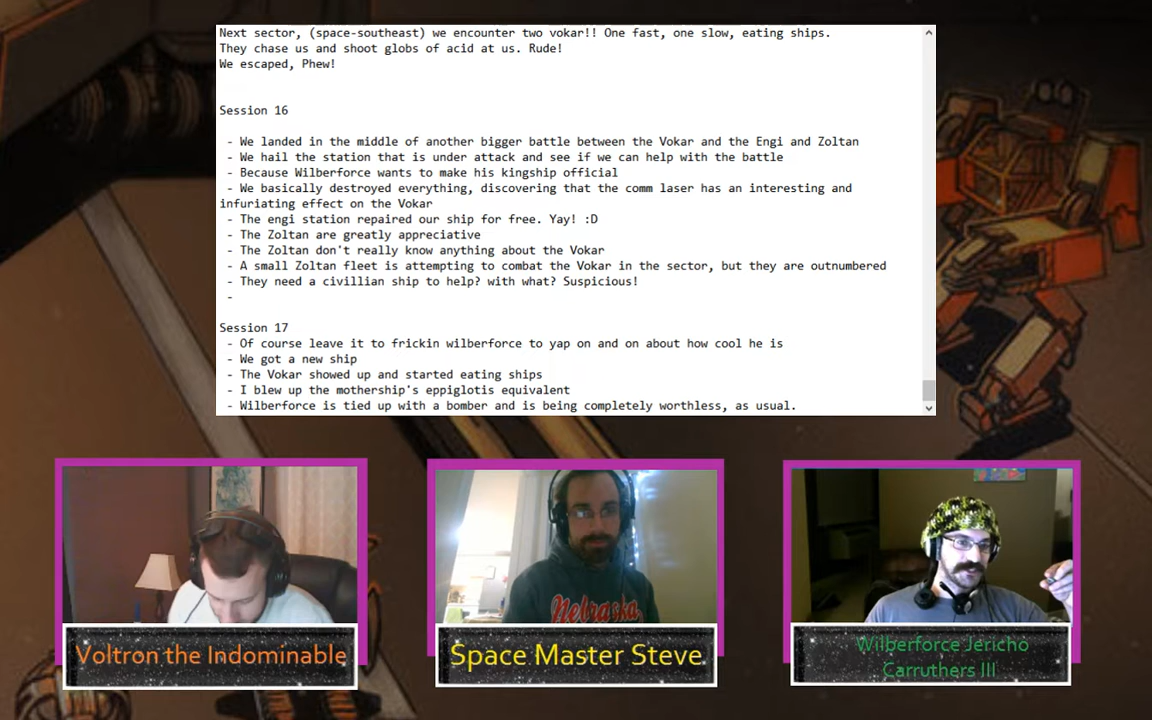 Next sector, (space-southeast) we encounter two vokar!! One fast, one slow, eating ships.
They chase us and shoot globs of acid at us. Rude!
We escaped, Phew!
Session 16
- We landed in the middle of another bigger battle between the Vokar and the Engi and Zoltan
- We hail the station that is under attack and see if we can help with the battle
- Because Wilberforce wants to make his kingship official
- We basically destroyed everything, discovering that the comm laser has an interesting and
infuriating effect on the Vokar
- The engi station repaired our ship for free. Yay! :D
- The Zoltan are greatly appreciative
- The Zoltan don't really know anything about the Vokar
- A small Zoltan fleet is attempting to combat the Vokar in the sector, but they are outnumbered
- They need a civillian ship to help? with what? Suspicious!
-
Session 17
- Of course leave it to frickin wilberforce to yap on and on about how cool he is
- We got a new ship
- The Vokar showed up and started eating ships
- I blew up the mothership's eppiglotis equivalent
- Wilberforce is tied up with a bomber and is being completely worthless, as usual.
Nebraska
Voltron the Indominable
Space Master Steve
Wilberforce Jericho
Carruthers III